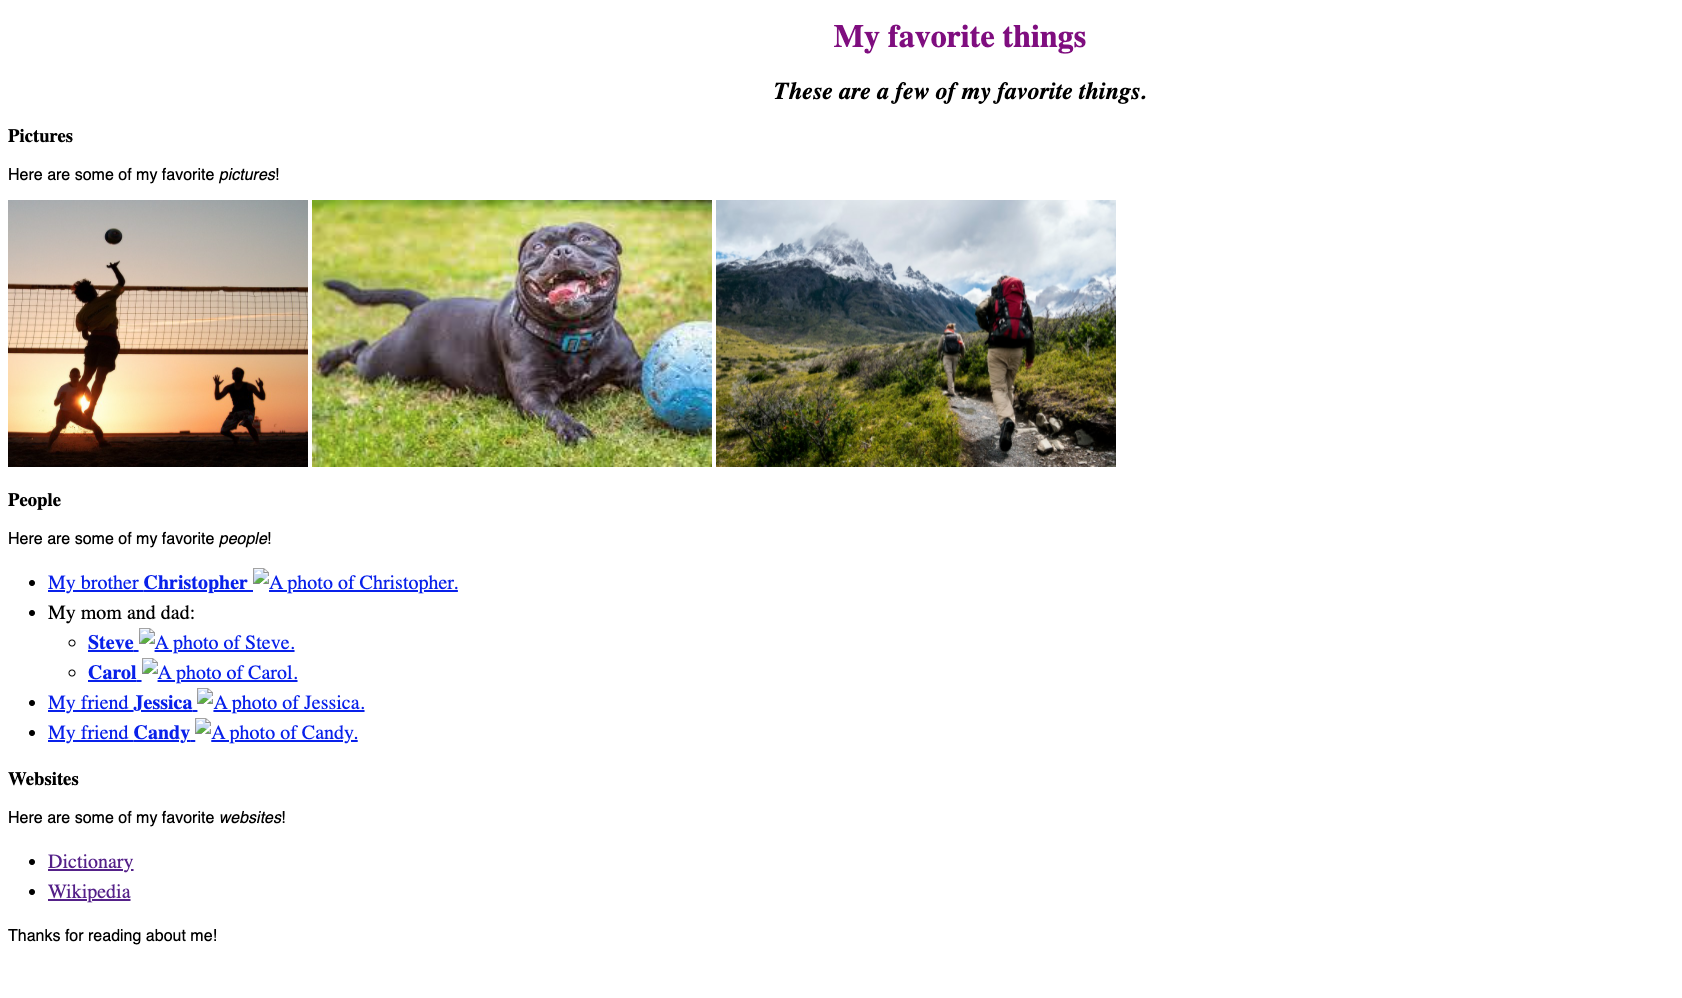 My favorite things
These are a few of my favorite things.
Pictures
Here are some of my favorite pictures!
People
Here are some of my favorite people!
My brother Christopher A photo of Christopher.
My mom and dad:
Steve A photo of Steve.
Carol A photo of Carol.
My friend Jessica A photo of Jessica.
My friend Candy A photo of Candy.
Websites
Here are some of my favorite websites!
Dictionary
Wikipedia
Thanks for reading about me!